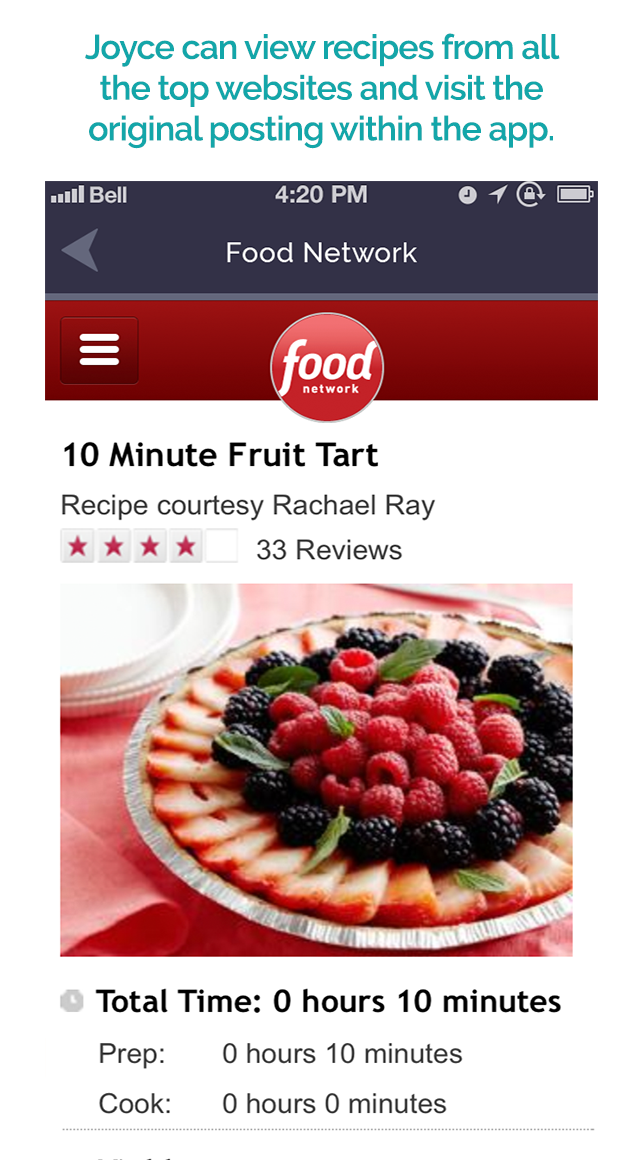 Joyce can view recipes from all
the top websites and visit the
original posting within the app.
Bell 4:20 PM
Food Network
food
network
10 Minute Fruit Tart
Recipe courtesy Rachael Ray
33 Reviews
Total Time: 0 hours 10 minutes
Prep: 0 hours 10 minutes
Cook: 0 hours 0 minutes